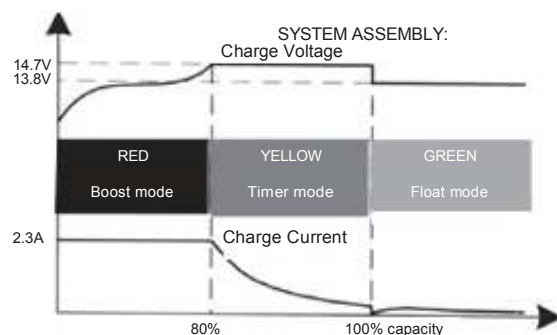 SYSTEM ASSEMBLY:
Charge Voltage
14.7V
13.8V
RED
Boost mode
YELLOW
Timer mode
GREEN
Float mode
2.3A
Charge Current
80%
100% capacity